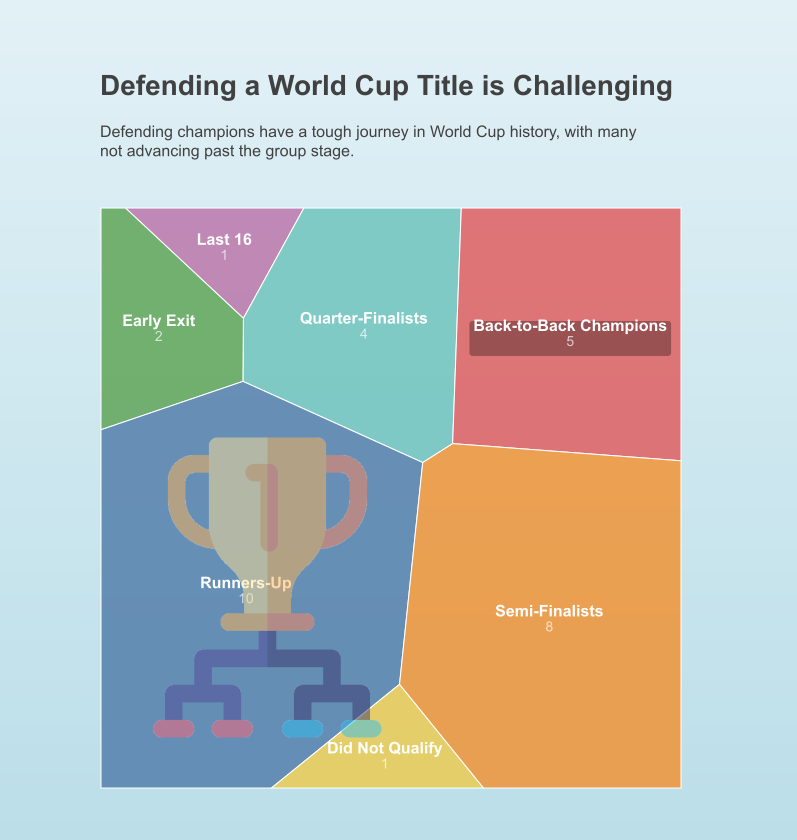 Defending a World Cup Title is Challenging
Defending champions have a tough journey in World Cup history, with many
not advancing past the group stage.
Last 16
1
Early Exit
2
Quarter-Finalists
4
Back-to-Back Champions
5
1
Runners-Up
10
Semi-Finalists
8
Did Not Qualify
1